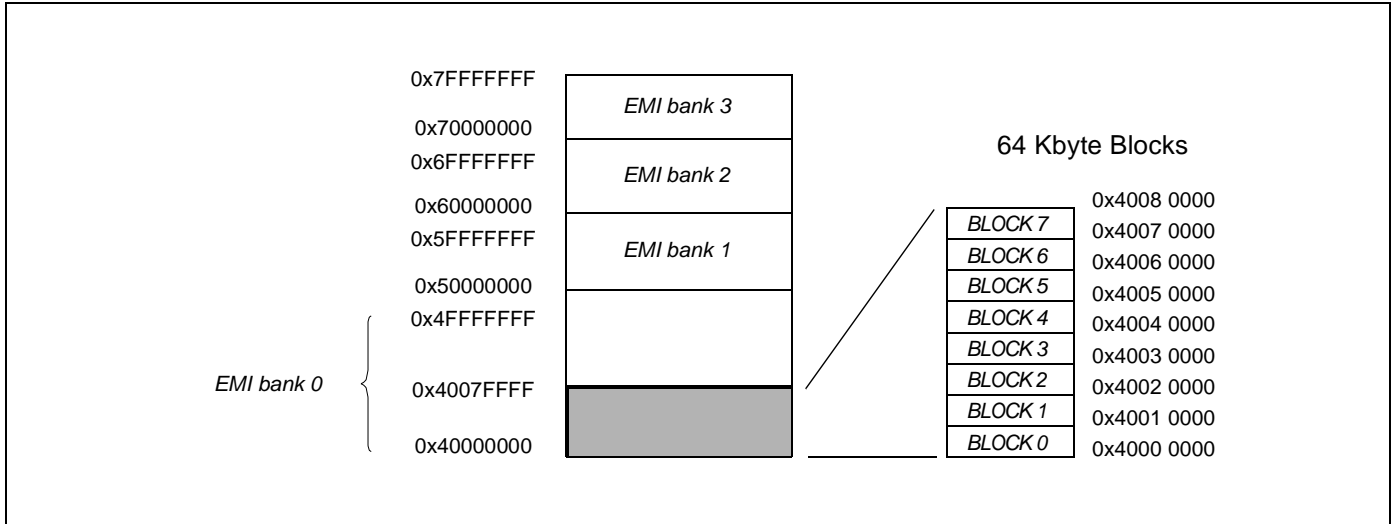 0x7FFFFFFF
EMI bank 3
0x70000000
0x6FFFFFFF
EMI bank 2
0x60000000
0x5FFFFFFF
EMI bank 1
0x50000000
0x4FFFFFFF
EMI bank 0
0x4007FFFF
0x40000000
64 Kbyte Blocks
0x4008 0000
BLOCK 7
0x4007 0000
BLOCK 6
0x4006 0000
BLOCK 5
0x4005 0000
BLOCK 4
0x4004 0000
BLOCK 3
0x4003 0000
BLOCK 2
0x4002 0000
BLOCK 1
0x4001 0000
BLOCK 0
0x4000 0000